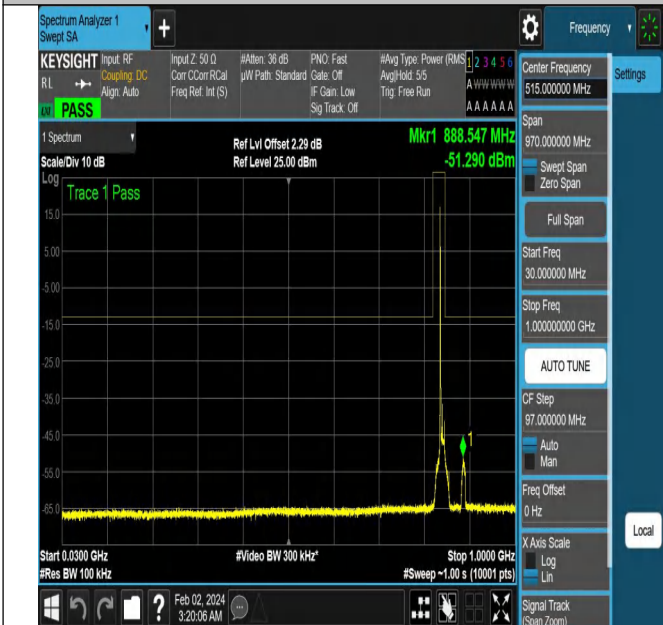 Spectrum Analyzer 1
Swept SA
Frequency
KEYSIGHT
RL
PASS
Input: RF
Coupling: DC
Align: Auto
Input Z: 50 Ω
Corr CCorr RCal
Freq Ref: Int (S)
#Atten: 36 dB
µW Path: Standard
PNO: Fast
Gate: Off
IF Gain: Low
Sig Track: Off
#Avg Type: Power (RMS
Avg|Hold: 5/5
Trig: Free Run
1 2 3 4 5 6
A W W W W W
A A A A A A
1 Spectrum
Scale/Div 10 dB
Ref Lvl Offset 2.29 dB
Ref Level 25.00 dBm
Mkr1 888.547 MHz
-51.290 dBm
Log
Trace 1 Pass
15.0
5.00
-5.00
-15.0
-25.0
-35.0
-45.0
-55.0
-65.0
1
Start 0.0300 GHz
#Res BW 100 kHz
#Video BW 300 kHz*
Stop 1.0000 GHz
#Sweep ~1.00 s (10001 pts)
Feb 02, 2024
3:20:06 AM
Center Frequency
515.000000 MHz
Settings
Span
970.000000 MHz
Swept Span
Zero Span
Full Span
Start Freq
30.000000 MHz
Stop Freq
1.000000000 GHz
AUTO TUNE
CF Step
97.000000 MHz
Auto
Man
Freq Offset
0 Hz
Local
X Axis Scale
Log
Lin
Signal Track
(Span Zoom)